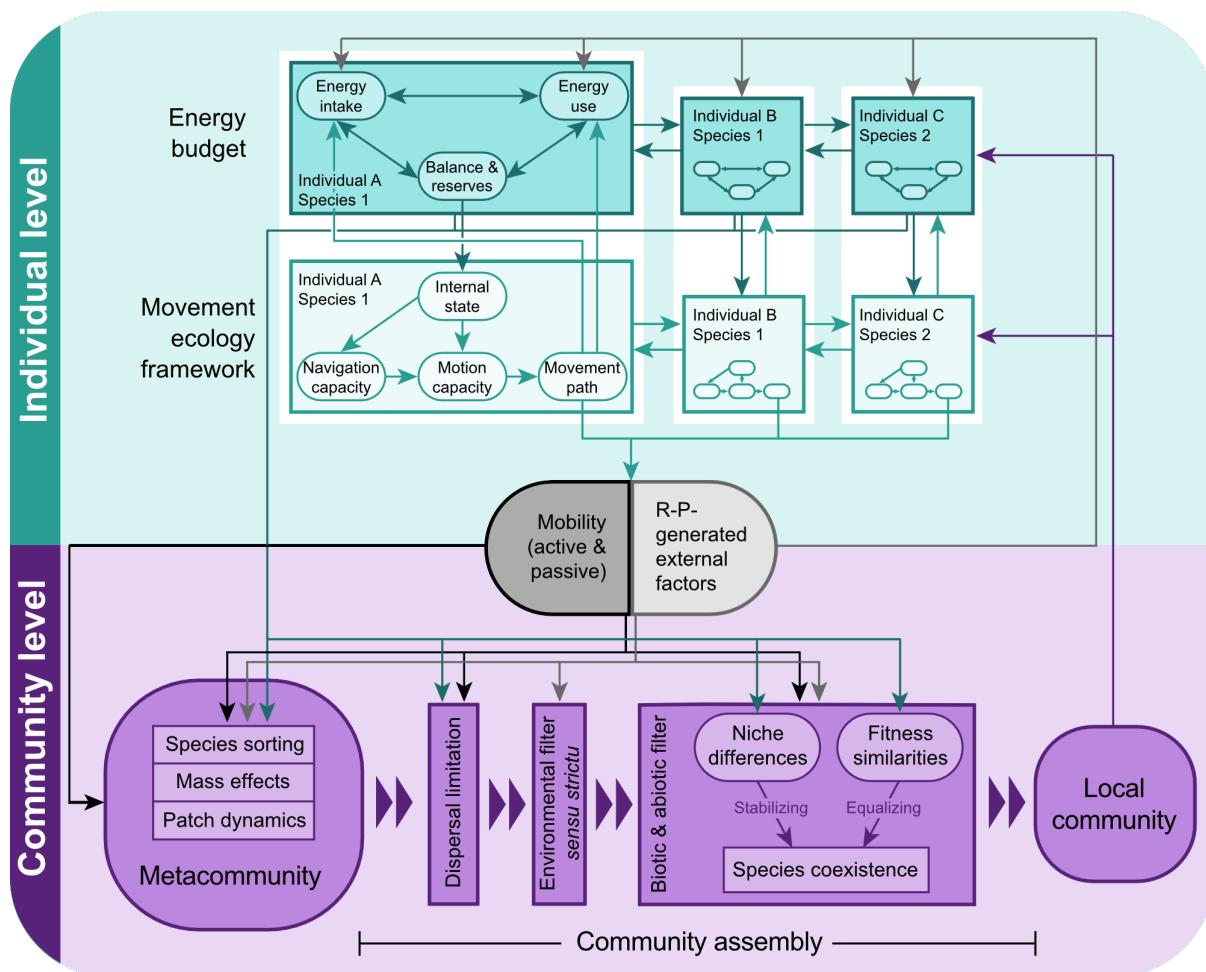 Individual level
Energy
budget
Energy
intake
Energy
use
Balance &
reserves
Individual A
Species 1
Individual B
Species 1
Individual C
Species 2
Movement
ecology
framework
Individual A
Species 1
Internal
state
Navigation
capacity
Motion
capacity
Movement
path
Individual B
Species 1
Individual C
Species 2
Mobility
(active &
passive)
R-P-
generated
external
factors
Community level
Species sorting
Mass effects
Patch dynamics
Metacommunity
Dispersal limitation
Environmental filter
sensu strictu
Biotic & abiotic filter
Niche
differences
Fitness
similarities
Stabilizing
Equalizing
Species coexistence
Local
community
Community assembly